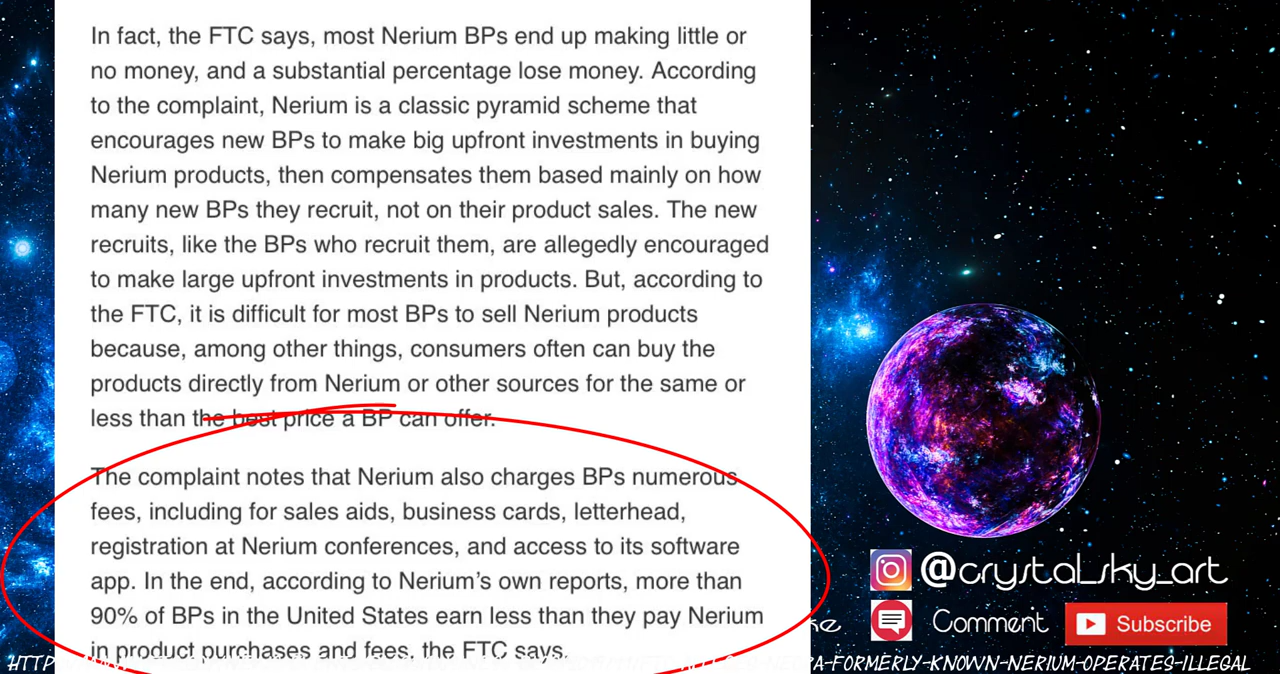 In fact, the FTC says, most Nerium BPs end up making little or
no money, and a substantial percentage lose money. According
to the complaint, Nerium is a classic pyramid scheme that
encourages new BPs to make big upfront investments in buying
Nerium products, then compensates them based mainly on how
many new BPs they recruit, not on their product sales. The new
recruits, like the BPs who recruit them, are allegedly encouraged
to make large upfront investments in products. But, according to
the FTC, it is difficult for most BPs to sell Nerium products
because, among other things, consumers often can buy the
products directly from Nerium or other sources for the same or
less than the best price a BP can offer.
The complaint notes that Nerium also charges BPs numerous
fees, including for sales aids, business cards, letterhead,
registration at Nerium conferences, and access to its software
app. In the end, according to Nerium's own reports, more than
90% of BPs in the United States earn less than they pay Nerium
in product purchases and fees, the FTC says.
@crystal_sky_art
Comment
Subscribe
-FORMERLY-KNOWN-NERIUM-OPERATES-ILLEGAL